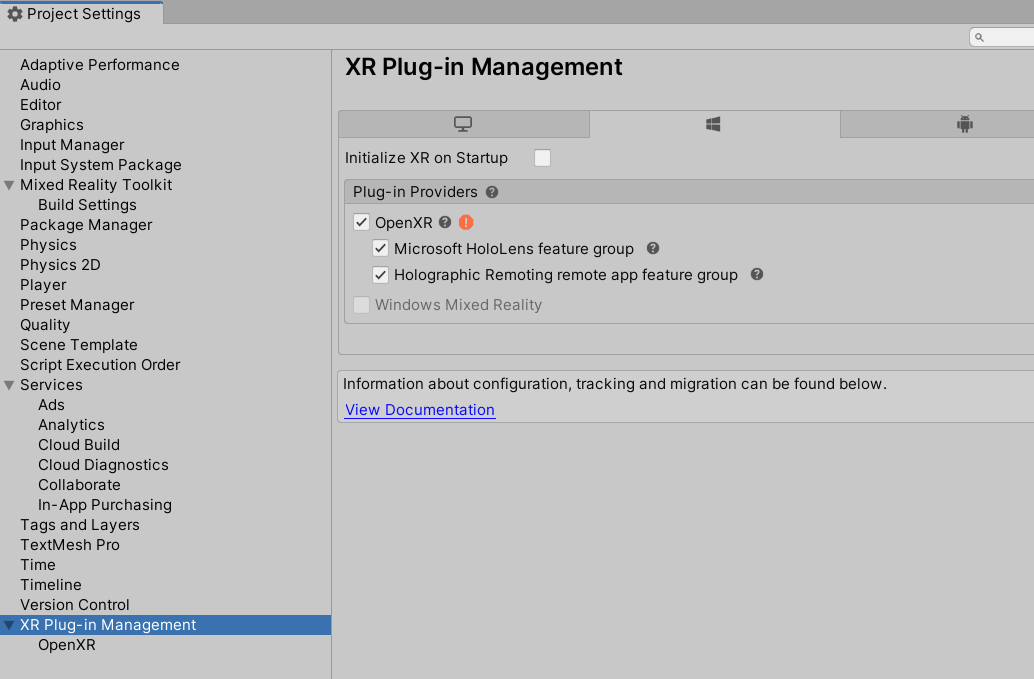 Project Settings
Adaptive Performance
Audio
Editor
Graphics
Input Manager
Input System Package
Mixed Reality Toolkit
Build Settings
Package Manager
Physics
Physics 2D
Player
Preset Manager
Quality
Scene Template
Script Execution Order
Services
Ads
Analytics
Cloud Build
Cloud Diagnostics
Collaborate
In-App Purchasing
Tags and Layers
TextMesh Pro
Time
Timeline
Version Control
XR Plug-in Management
OpenXR
XR Plug-in Management
Initialize XR on Startup
Plug-in Providers
OpenXR
Microsoft HoloLens feature group
Holographic Remoting remote app feature group
Windows Mixed Reality
Information about configuration, tracking and migration can be found below.
View Documentation